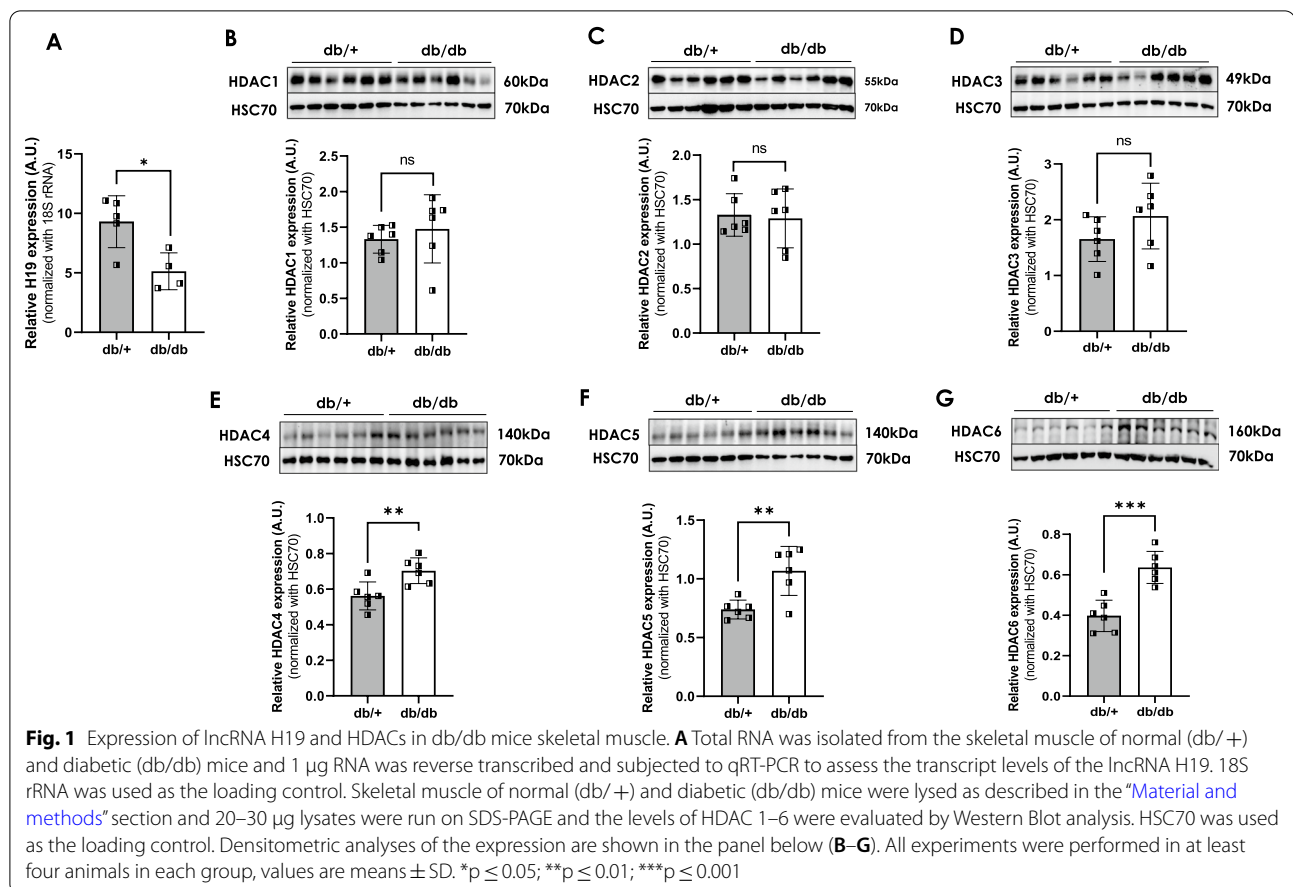 A
Relative H19 expression (A.U.)
(normalized with 18S rRNA)
15
10
5
0
*
db/+ db/db
B
db/+ db/db
HDAC1 60kDa
HSC70 70kDa
Relative HDAC1 expression (A.U.)
(normalized with HSC70)
2.5
2.0
1.5
1.0
0.5
0.0
ns
db/+ db/db
C
db/+ db/db
HDAC2 55kDa
HSC70 70kDa
Relative HDAC2 expression (A.U.)
(normalized with HSC70)
2.0
1.5
1.0
0.5
0.0
ns
db/+ db/db
D
db/+ db/db
HDAC3 49kDa
HSC70 70kDa
Relative HDAC3 expression (A.U.)
(normalized with HSC70)
3
2
1
0
ns
db/+ db/db
E
db/+ db/db
HDAC4 140kDa
HSC70 70kDa
Relative HDAC4 expression (A.U.)
(normalized with HSC70)
1.0
0.8
0.6
0.4
0.2
0.0
**
db/+ db/db
F
db/+ db/db
HDAC5 140kDa
HSC70 70kDa
Relative HDAC5 expression (A.U.)
(normalized with HSC70)
1.5
1.0
0.5
0.0
**
db/+ db/db
G
db/+ db/db
HDAC6 160kDa
HSC70 70kDa
Relative HDAC6 expression (A.U.)
(normalized with HSC70)
0.8
0.6
0.4
0.2
0.0
***
db/+ db/db
Fig. 1 Expression of lncRNA H19 and HDACs in db/db mice skeletal muscle. A Total RNA was isolated from the skeletal muscle of normal (db/+)
and diabetic (db/db) mice and 1 µg RNA was reverse transcribed and subjected to qRT-PCR to assess the transcript levels of the lncRNA H19. 18S
rRNA was used as the loading control. Skeletal muscle of normal (db/+) and diabetic (db/db) mice were lysed as described in the “Material and
methods” section and 20–30 µg lysates were run on SDS-PAGE and the levels of HDAC 1–6 were evaluated by Western Blot analysis. HSC70 was used
as the loading control. Densitometric analyses of the expression are shown in the panel below (B–G). All experiments were performed in at least
four animals in each group, values are means ± SD. *p ≤ 0.05; **p ≤ 0.01; ***p ≤ 0.001